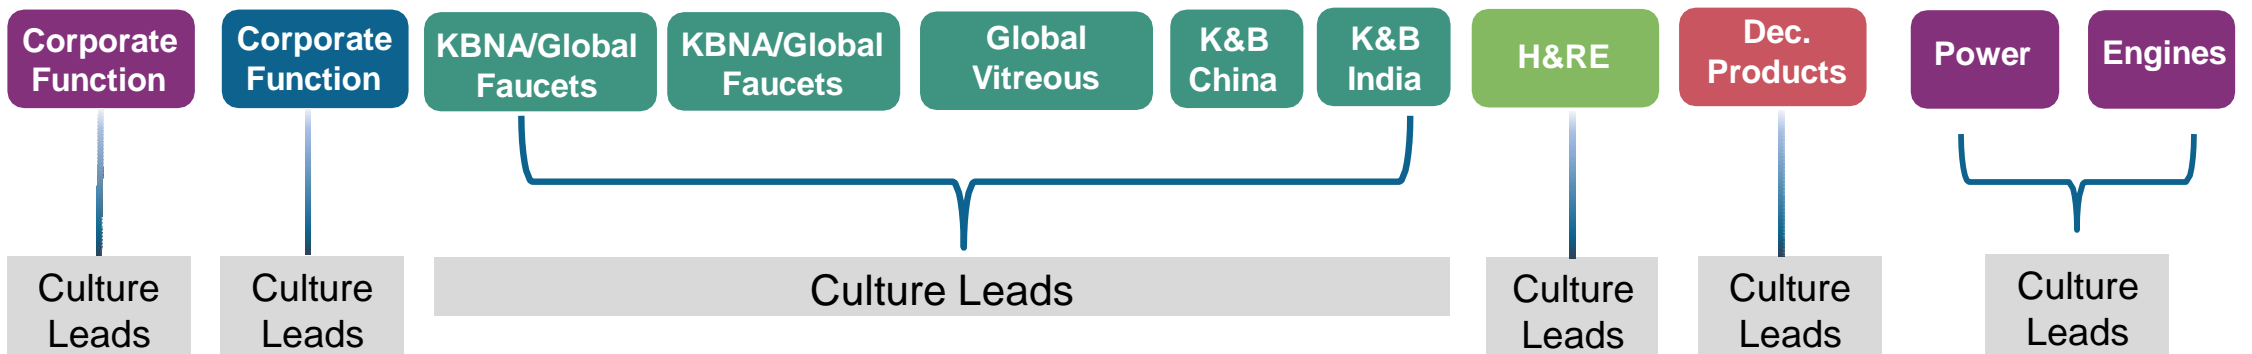 Corporate
Function
Corporate
Function
KBNA/Global
Faucets
KBNA/Global
Faucets
Global
Vitreous
K&B
China
K&B
India
H&RE
Dec.
Products
Power
Engines
Culture
Leads
Culture
Leads
Culture Leads
Culture
Leads
Culture
Leads
Culture
Leads